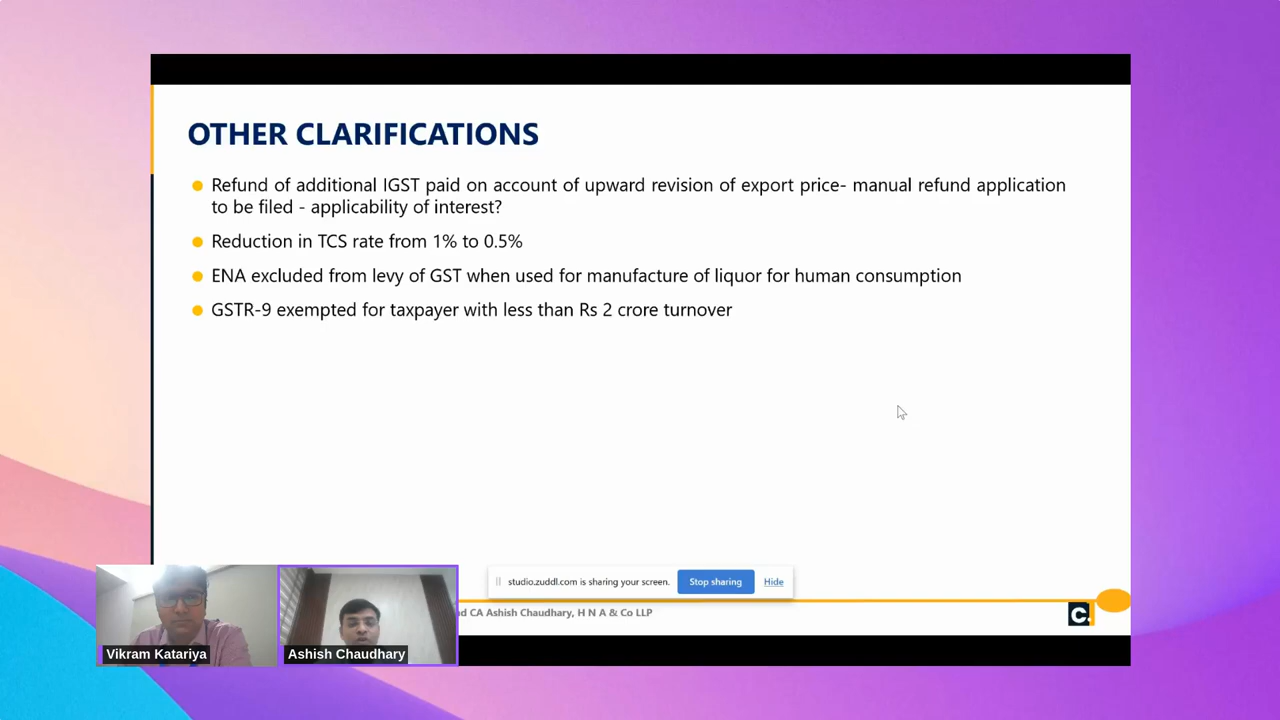 OTHER CLARIFICATIONS
Refund of additional IGST paid on account of upward revision of export price- manual refund application
to be filed - applicability of interest?
Reduction in TCS rate from 1% to 0.5%
ENA excluded from levy of GST when used for manufacture of liquor for human consumption
GSTR-9 exempted for taxpayer with less than Rs 2 crore turnover
studio.zuddl.com is sharing your screen. Stop sharing Hide
CA Ashish Chaudhary, H N A & Co LLP
C.
Vikram Katariya
Ashish Chaudhary